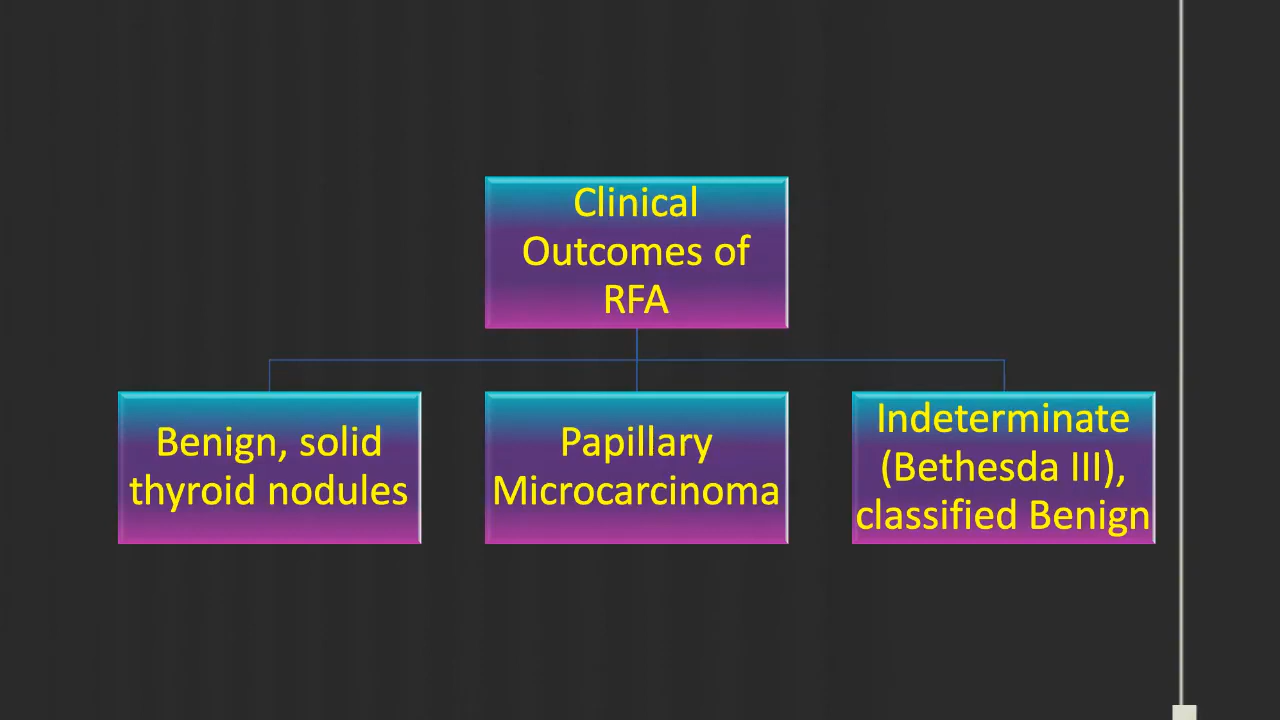 Clinical
Outcomes of
RFA
Benign, solid
thyroid nodules
Papillary
Microcarcinoma
Indeterminate
(Bethesda III),
classified Benign